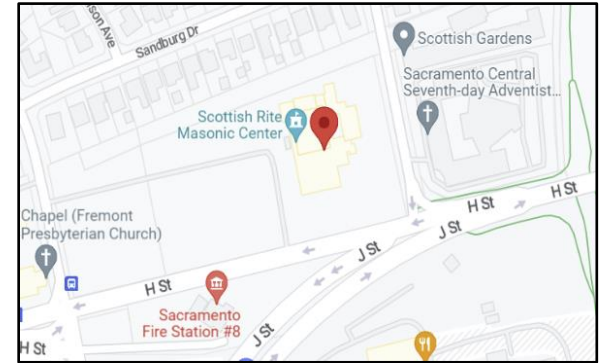 son Ave
Sandburg Dr
Scottish Gardens
Sacramento Central
Seventh-day Adventist...
Scottish Rite
Masonic Center
H St
H St
J St
J St
Chapel (Fremont
Presbyterian Church)
H St
Sacramento
Fire Station #8
J St
H St